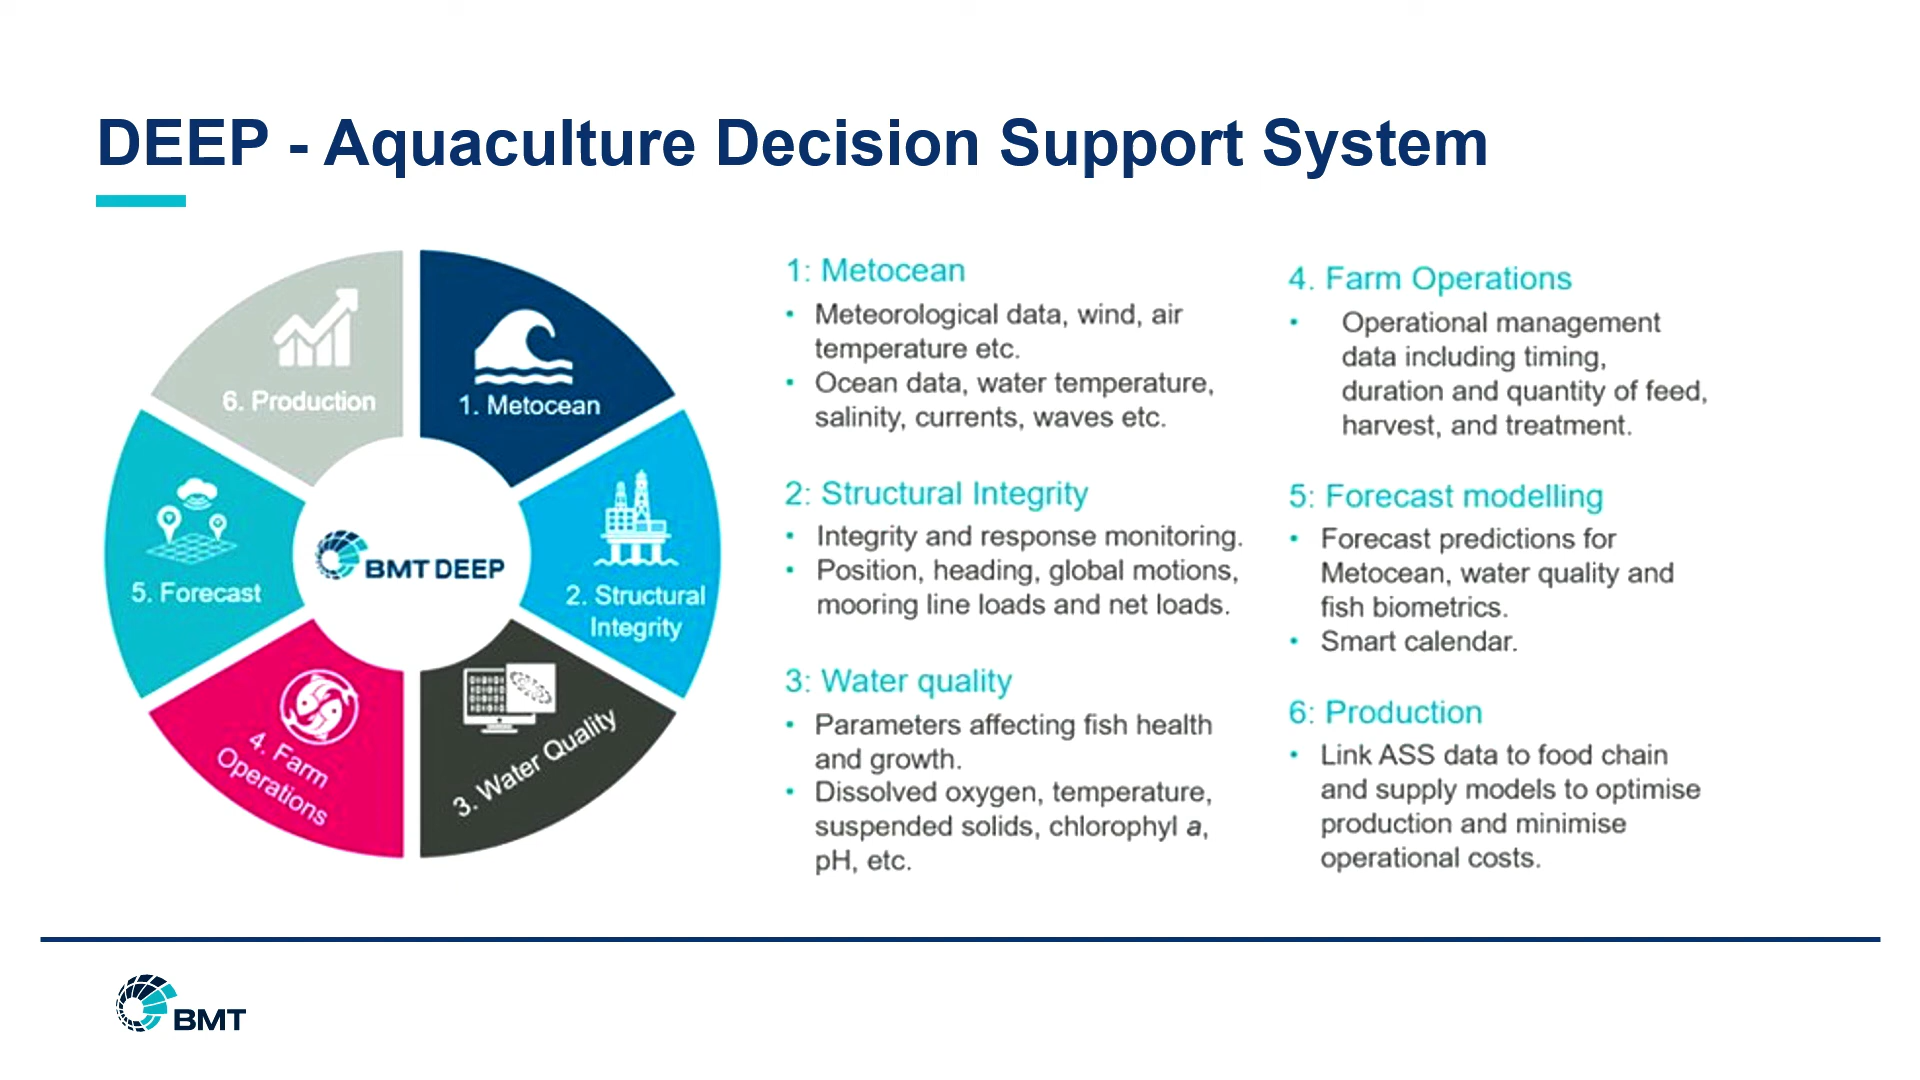 DEEP - Aquaculture Decision Support System
6. Production
1. Metocean
5. Forecast
BMT DEEP
2. Structural
Integrity
4. Farm
Operations
3. Water Quality
1: Metocean
• Meteorological data, wind, air
temperature etc.
• Ocean data, water temperature,
salinity, currents, waves etc.
2: Structural Integrity
• Integrity and response monitoring.
• Position, heading, global motions,
mooring line loads and net loads.
3: Water quality
• Parameters affecting fish health
and growth.
• Dissolved oxygen, temperature,
suspended solids, chlorophyl a,
pH, etc.
4. Farm Operations
• Operational management
data including timing,
duration and quantity of feed,
harvest, and treatment.
5: Forecast modelling
• Forecast predictions for
Metocean, water quality and
fish biometrics.
• Smart calendar.
6: Production
• Link ASS data to food chain
and supply models to optimise
production and minimise
operational costs.
BMT